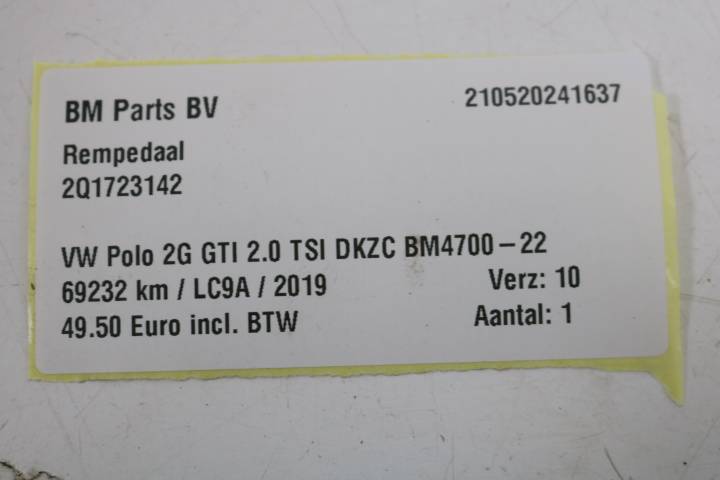 BM Parts BV 210520241637
Rempedaal
2Q1723142
VW Polo 2G GTI 2.0 TSI DKZC BM4700-22
69232 km / LC9A / 2019 Verz: 10
49.50 Euro incl. BTW Aantal: 1